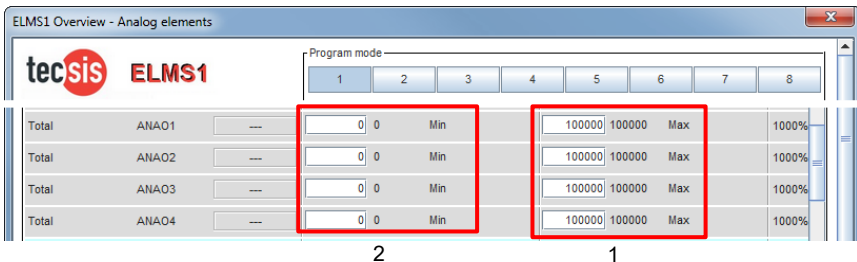 ELMS1 Overview - Analog elements
x
tecsis ELMS1
Program mode
1 2 3 4 5 6 7 8
Total ANAO1 --- 0 0 Min 100000 100000 Max 1000%
Total ANAO2 --- 0 0 Min 100000 100000 Max 1000%
Total ANAO3 --- 0 0 Min 100000 100000 Max 1000%
Total ANAO4 --- 0 0 Min 100000 100000 Max 1000%
2 1